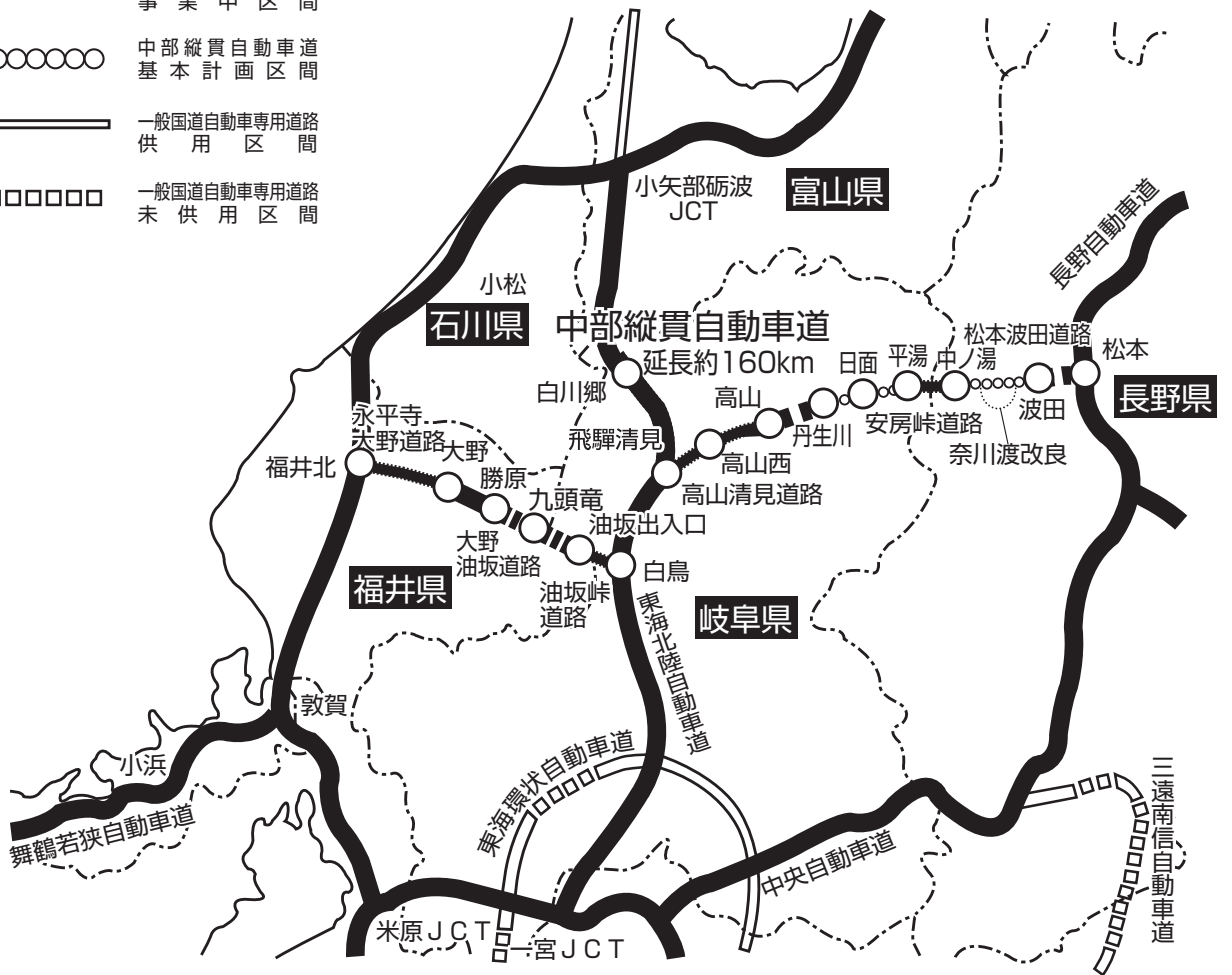 事業中区間
中部縦貫自動車道
基本計画区間
一般国道自動車専用道路
供用区間
一般国道自動車専用道路
未供用区間
小矢部砺波
JCT
富山県
長野自動車道
小松
石川県
中部縦貫自動車道
延長約160km
白川郷
高山
日面
平湯
中ノ湯
松本波田道路
松本
長野県
波田
奈川渡改良
安房峠道路
丹生川
飛騨清見
高山西
高山清見道路
永平寺
大野道路
大野
福井北
勝原
九頭竜
油坂出入口
大野
油坂道路
油坂峠
道路
白鳥
福井県
岐阜県
東海北陸自動車道
敦賀
小浜
舞鶴若狭自動車道
東海環状自動車道
中央自動車道
三遠南信自動車道
米原JCT
一宮JCT